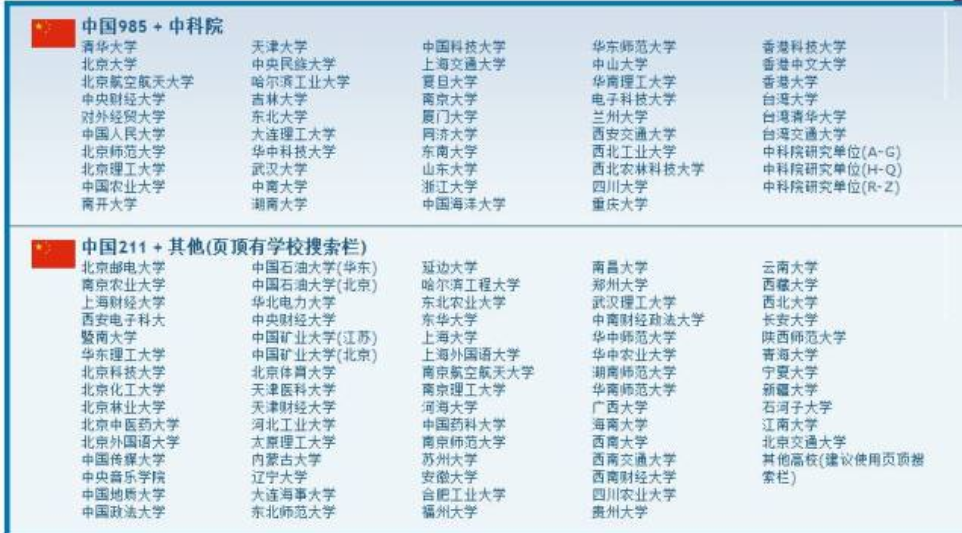 中国985 + 中科院
清华大学 天津大学 中国科技大学 华东师范大学 香港科技大学
北京大学 中央民族大学 上海交通大学 中山大学 香港中文大学
北京航空航天大学 哈尔滨工业大学 复旦大学 华南理工大学 香港大学
中央财经大学 吉林大学 南京大学 电子科技大学 台湾大学
对外经贸大学 东北大学 厦门大学 兰州大学 台湾清华大学
中国人民大学 大连理工大学 同济大学 西安交通大学 台湾交通大学
北京师范大学 华中科技大学 东南大学 西北工业大学 中科院研究单位(A-G)
北京理工大学 武汉大学 山东大学 西北农林科技大学 中科院研究单位(H-Q)
中国农业大学 中南大学 浙江大学 四川大学 中科院研究单位(R-Z)
南开大学 湖南大学 中国海洋大学 重庆大学
中国211 + 其他(页顶有学校搜索栏)
北京邮电大学 中国石油大学(华东) 延边大学 南昌大学 云南大学
南京农业大学 中国石油大学(北京) 哈尔滨工程大学 郑州大学 西藏大学
上海财经大学 华北电力大学 东北农业大学 武汉理工大学 西北大学
西安电子科大 中央财经大学 东华大学 中南财经政法大学 长安大学
暨南大学 中国矿业大学(江苏) 上海大学 华中师范大学 陕西师范大学
华东理工大学 中国矿业大学(北京) 上海外国语大学 华中农业大学 青海大学
北京科技大学 北京体育大学 南京航空航天大学 湖南师范大学 宁夏大学
北京化工大学 天津医科大学 南京理工大学 华南师范大学 新疆大学
北京林业大学 天津财经大学 河海大学 广西大学 石河子大学
北京中医药大学 河北工业大学 中国药科大学 海南大学 江南大学
北京外国语大学 太原理工大学 南京师范大学 西南大学 北京交通大学
中国传媒大学 内蒙古大学 苏州大学 西南交通大学 其他高校(建议使用页顶搜
中央音乐学院 辽宁大学 安徽大学 西南财经大学 索栏)
中国地质大学 大连海事大学 合肥工业大学 四川农业大学
中国政法大学 东北师范大学 福州大学 贵州大学